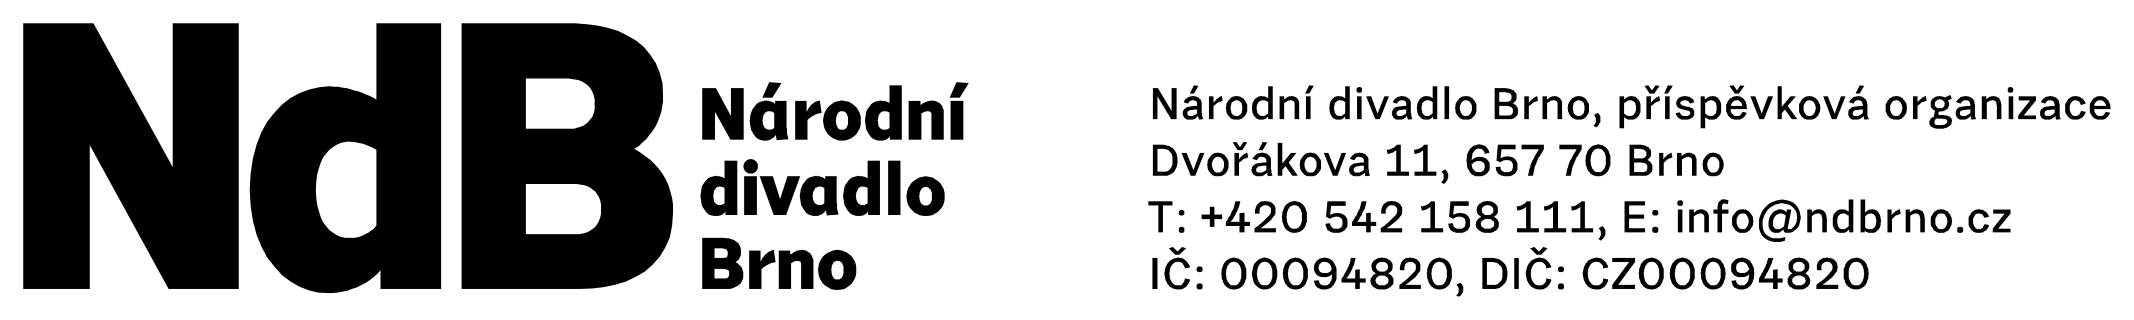 NdB
Národní
divadlo
Brno
Národní divadlo Brno, příspěvková organizace
Dvořákova 11, 657 70 Brno
T: +420 542 158 111, E: info@ndbrno.cz
IČ: 00094820, DIČ: CZ00094820